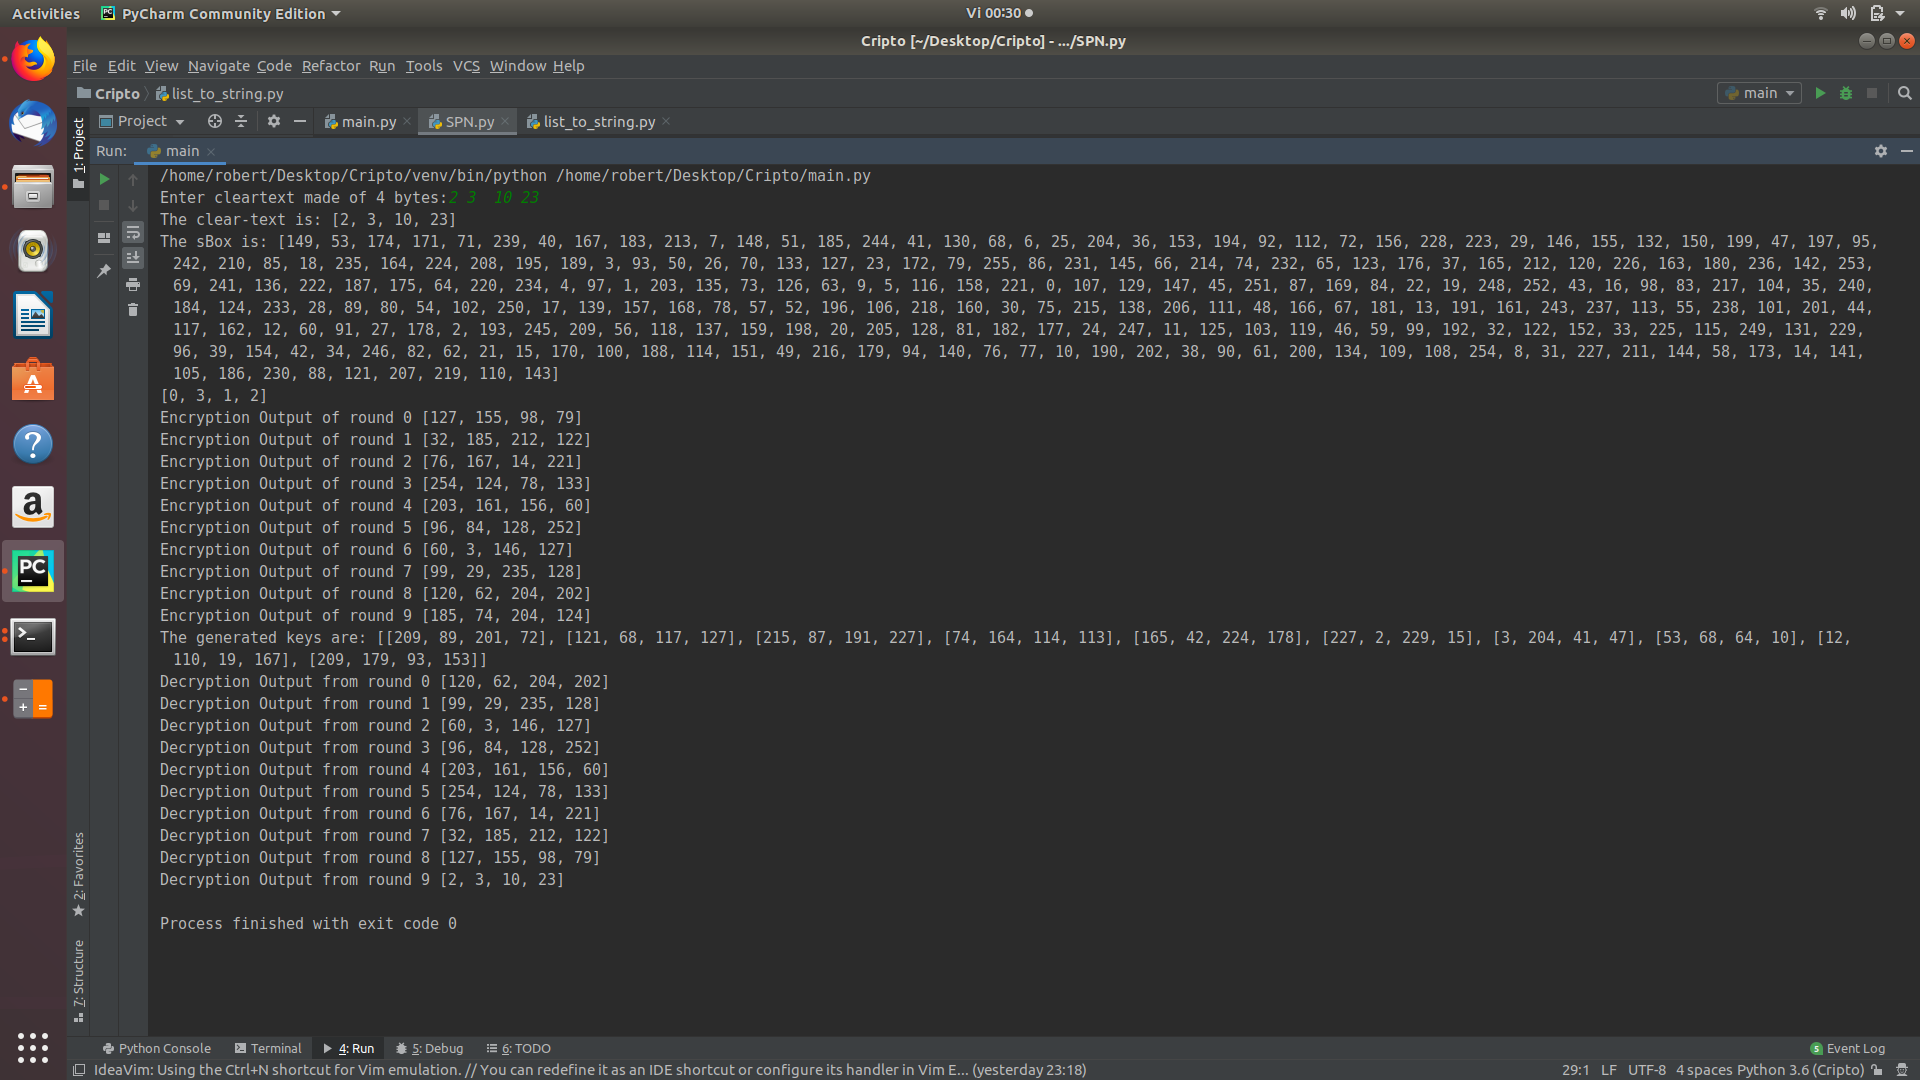 Activities PyCharm Community Edition Vi 00:30
Cripto [~/Desktop/Cripto] - .../SPN.py
File Edit View Navigate Code Refactor Run Tools VCS Window Help
Cripto list_to_string.py main
1: Project
Project main.py SPN.py list_to_string.py
Run: main
/home/robert/Desktop/Cripto/venv/bin/python /home/robert/Desktop/Cripto/main.py
Enter cleartext made of 4 bytes:2 3  10 23
The clear-text is: [2, 3, 10, 23]
The sBox is: [149, 53, 174, 171, 71, 239, 40, 167, 183, 213, 7, 148, 51, 185, 244, 41, 130, 68, 6, 25, 204, 36, 153, 194, 92, 112, 72, 156, 228, 223, 29, 146, 155, 132, 150, 199, 47, 197, 95,
242, 210, 85, 18, 235, 164, 224, 208, 195, 189, 3, 93, 50, 26, 70, 133, 127, 23, 172, 79, 255, 86, 231, 145, 66, 214, 74, 232, 65, 123, 176, 37, 165, 212, 120, 226, 163, 180, 236, 142, 253,
69, 241, 136, 222, 187, 175, 64, 220, 234, 4, 97, 1, 203, 135, 73, 126, 63, 9, 5, 116, 158, 221, 0, 107, 129, 147, 45, 251, 87, 169, 84, 22, 19, 248, 252, 43, 16, 98, 83, 217, 104, 35, 240,
184, 124, 233, 28, 89, 80, 54, 102, 250, 17, 139, 157, 168, 78, 57, 52, 196, 106, 218, 160, 30, 75, 215, 138, 206, 111, 48, 166, 67, 181, 13, 191, 161, 243, 237, 113, 55, 238, 101, 201, 44,
117, 162, 12, 60, 91, 27, 178, 2, 193, 245, 209, 56, 118, 137, 159, 198, 20, 205, 128, 81, 182, 177, 24, 247, 11, 125, 103, 119, 46, 59, 99, 192, 32, 122, 152, 33, 225, 115, 249, 131, 229,
96, 39, 154, 42, 34, 246, 82, 62, 21, 15, 170, 100, 188, 114, 151, 49, 216, 179, 94, 140, 76, 77, 10, 190, 202, 38, 90, 61, 200, 134, 109, 108, 254, 8, 31, 227, 211, 144, 58, 173, 14, 141,
105, 186, 230, 88, 121, 207, 219, 110, 143]
[0, 3, 1, 2]
Encryption Output of round 0 [127, 155, 98, 79]
Encryption Output of round 1 [32, 185, 212, 122]
Encryption Output of round 2 [76, 167, 14, 221]
Encryption Output of round 3 [254, 124, 78, 133]
Encryption Output of round 4 [203, 161, 156, 60]
Encryption Output of round 5 [96, 84, 128, 252]
Encryption Output of round 6 [60, 3, 146, 127]
Encryption Output of round 7 [99, 29, 235, 128]
Encryption Output of round 8 [120, 62, 204, 202]
Encryption Output of round 9 [185, 74, 204, 124]
The generated keys are: [[209, 89, 201, 72], [121, 68, 117, 127], [215, 87, 191, 227], [74, 164, 114, 113], [165, 42, 224, 178], [227, 2, 229, 15], [3, 204, 41, 47], [53, 68, 64, 10], [12,
110, 19, 167], [209, 179, 93, 153]]
Decryption Output from round 0 [120, 62, 204, 202]
Decryption Output from round 1 [99, 29, 235, 128]
Decryption Output from round 2 [60, 3, 146, 127]
Decryption Output from round 3 [96, 84, 128, 252]
Decryption Output from round 4 [203, 161, 156, 60]
Decryption Output from round 5 [254, 124, 78, 133]
Decryption Output from round 6 [76, 167, 14, 221]
Decryption Output from round 7 [32, 185, 212, 122]
Decryption Output from round 8 [127, 155, 98, 79]
Decryption Output from round 9 [2, 3, 10, 23]
Process finished with exit code 0
2: Favorites
7: Structure
Python Console Terminal 4: Run 5: Debug 6: TODO 5 Event Log
IdeaVim: Using the Ctrl+N shortcut for Vim emulation. // You can redefine it as an IDE shortcut or configure its handler in Vim E... (yesterday 23:18) 29:1 LF UTF-8 4 spaces Python 3.6 (Cripto)